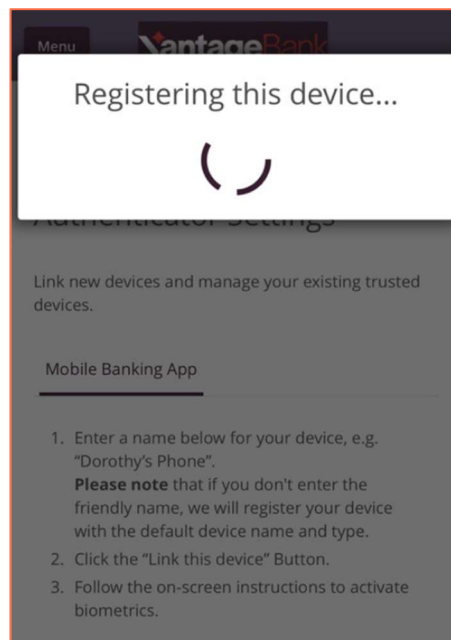 Menu
VantageBank
Registering this device...
Authenticator Settings
Link new devices and manage your existing trusted
devices.
Mobile Banking App
1. Enter a name below for your device, e.g.
“Dorothy’s Phone”.
Please note that if you don’t enter the
friendly name, we will register your device
with the default device name and type.
2. Click the “Link this device” Button.
3. Follow the on-screen instructions to activate
biometrics.